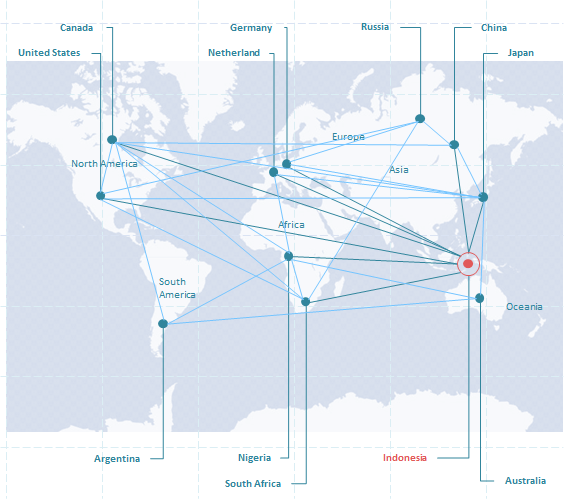 Canada
Germany
Russia
China
United States
Netherland
Japan
Europe
North America
Asia
Africa
South
America
Oceania
Argentina
Nigeria
Indonesia
South Africa
Australia